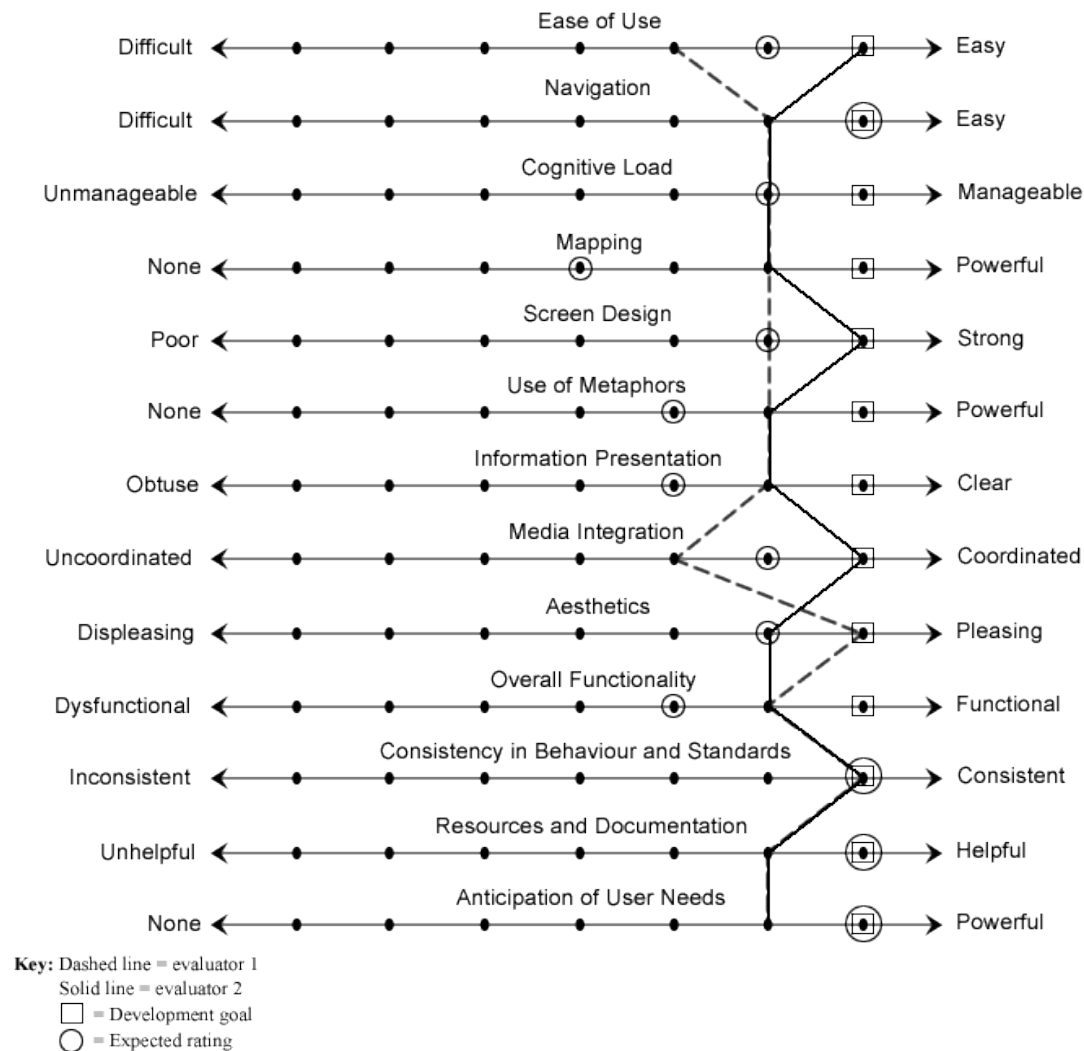 Ease of Use
Difficult Easy
Navigation
Difficult Easy
Cognitive Load
Unmanageable Manageable
Mapping
None Powerful
Screen Design
Poor Strong
Use of Metaphors
None Powerful
Information Presentation
Obtuse Clear
Media Integration
Uncoordinated Coordinated
Aesthetics
Displeasing Pleasing
Overall Functionality
Dysfunctional Functional
Consistency in Behaviour and Standards
Inconsistent Consistent
Resources and Documentation
Unhelpful Helpful
Anticipation of User Needs
None Powerful
Key: Dashed line = evaluator 1
Solid line = evaluator 2
= Development goal
= Expected rating